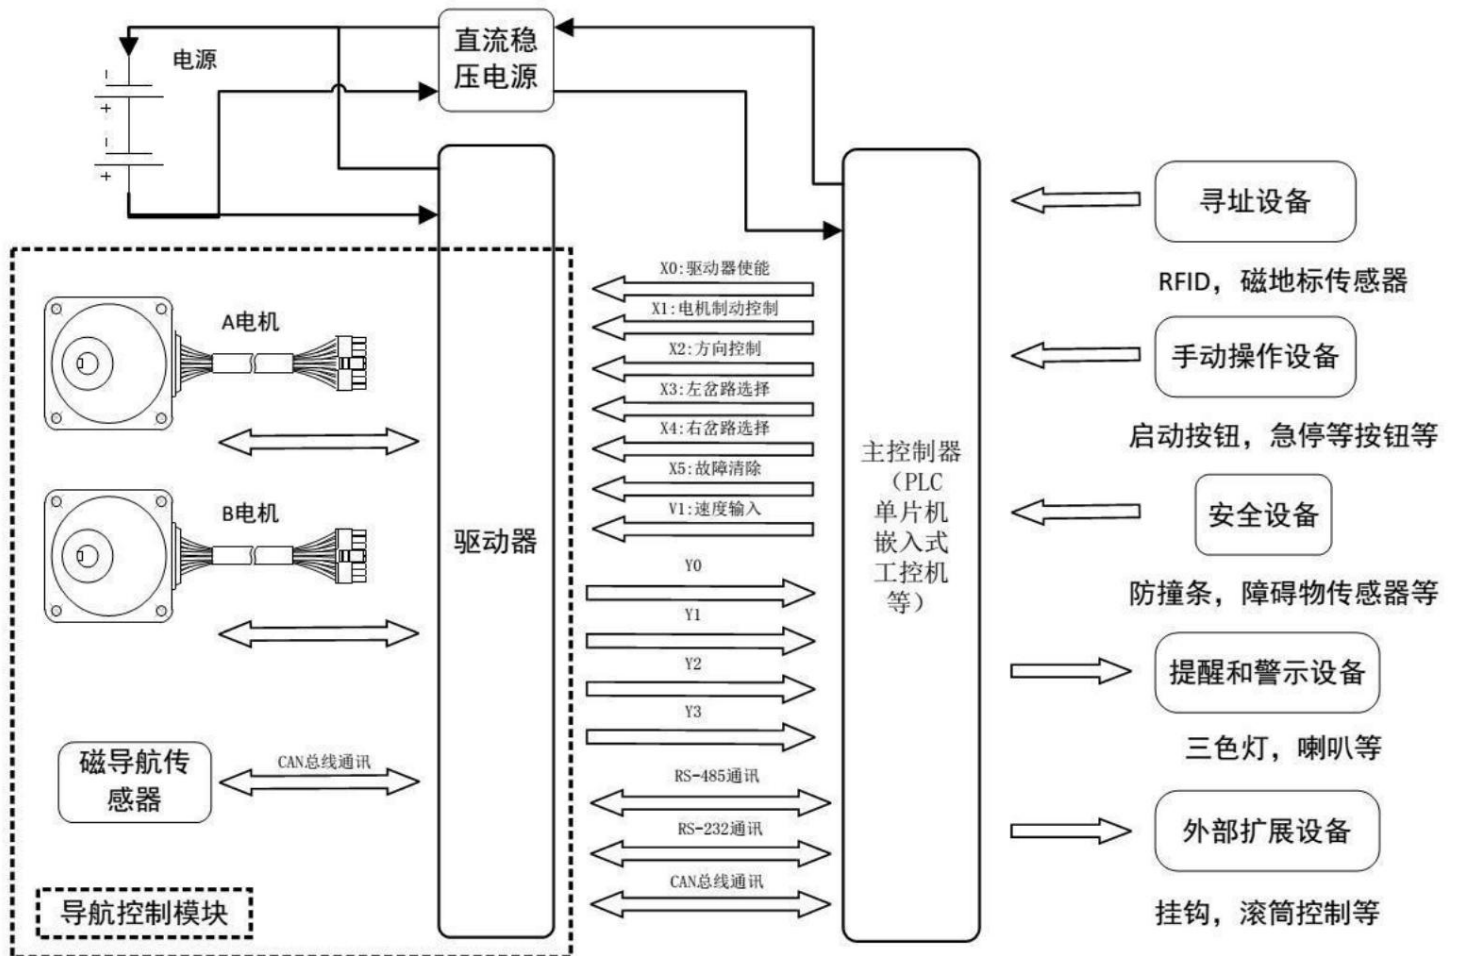 直流稳
压电源
电源
-
+
-
+
寻址设备
RFID，磁地标传感器
X0:驱动器使能
X1:电机制动控制
X2:方向控制
X3:左岔路选择
X4:右岔路选择
X5:故障清除
V1:速度输入
A电机
手动操作设备
启动按钮，急停等按钮等
主控制器
（PLC
单片机
嵌入式
工控机
等）
B电机
驱动器
安全设备
防撞条，障碍物传感器等
Y0
Y1
Y2
Y3
提醒和警示设备
三色灯，喇叭等
磁导航传
感器
CAN总线通讯
RS-485通讯
RS-232通讯
CAN总线通讯
外部扩展设备
挂钩，滚筒控制等
导航控制模块